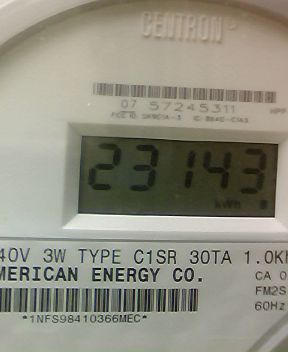 CENTRON®
07 57245311
23143
kWh
40V 3W TYPE C1SR 30TA 1.0Kh
MERICAN ENERGY CO.
CA 0
FM2S
60Hz
*1NFS98410366MEC*